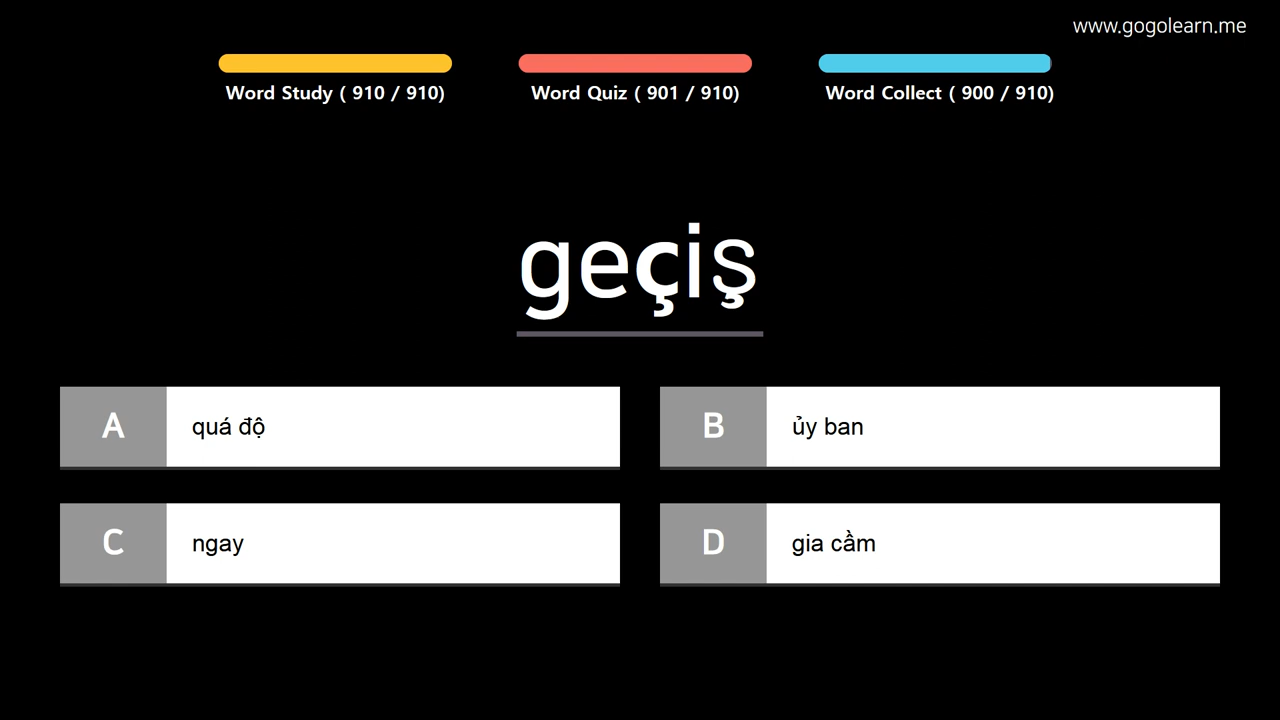 www.gogolearn.me
Word Study ( 910 / 910)
Word Quiz ( 901 / 910)
Word Collect ( 900 / 910)
geçiş
A quá độ
B ủy ban
C ngay
D gia cầm